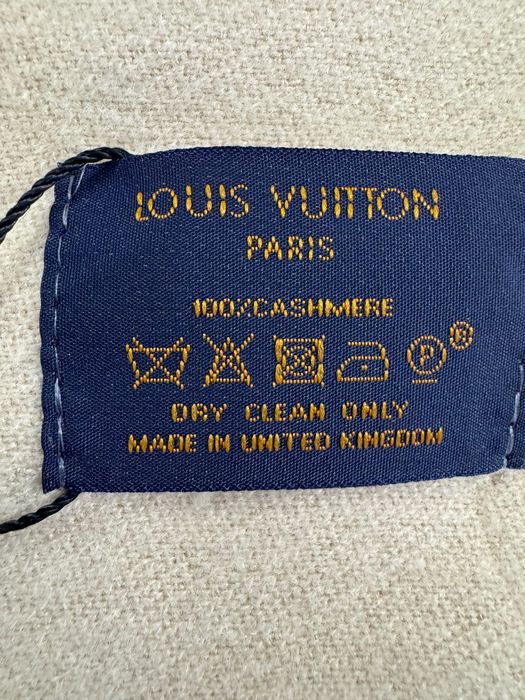 LOUIS VUITTON
PARIS
100%CASHMERE
P ®
DRY CLEAN ONLY
MADE IN UNITED KINGDOM